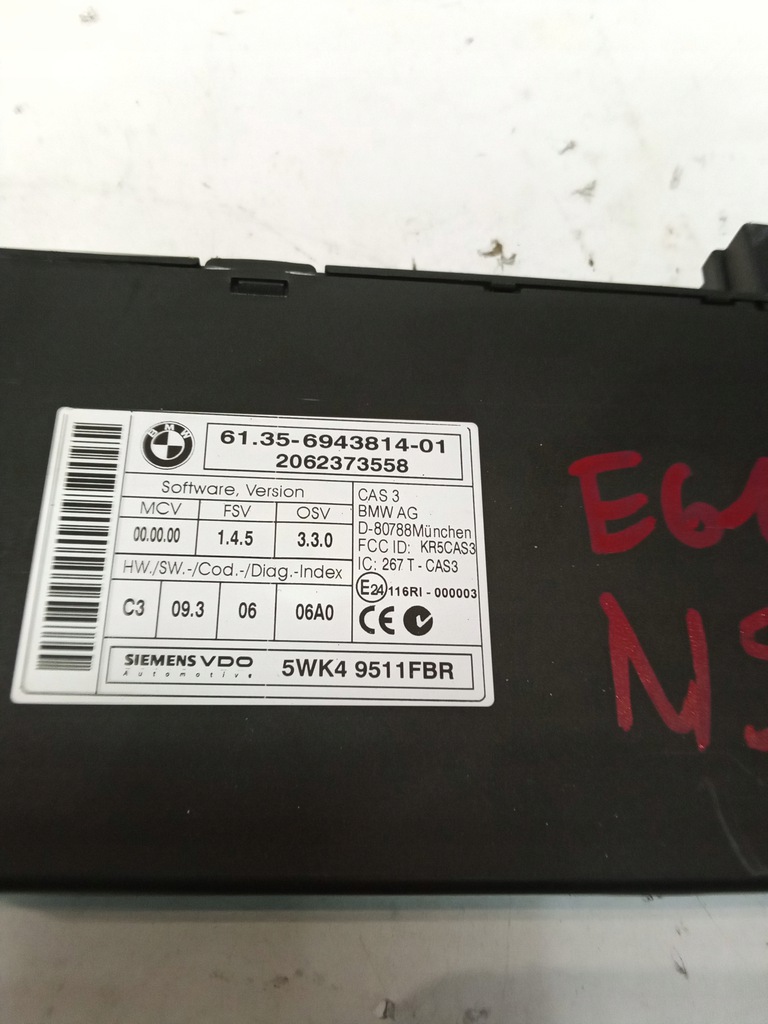 BMW
61.35-6943814-01
2062373558
Software, Version
MCV FSV OSV
00.00.00 1.4.5 3.3.0
HW./SW.-/Cod.-/Diag.-Index
C3 09.3 06 06A0
CAS 3
BMW AG
D-80788München
FCC ID: KR5CAS3
IC: 267 T - CAS3
E24 116RI - 000003
CE
SIEMENS VDO
Automotive
5WK4 9511FBR
E61
N